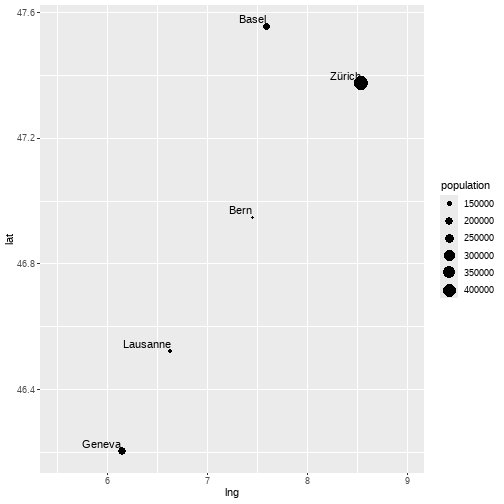 47.6
47.2
46.8
46.4
lat
Basel
Zürich
Bern
Lausanne
Geneva
6
7
8
9
lng
population
150000
200000
250000
300000
350000
400000